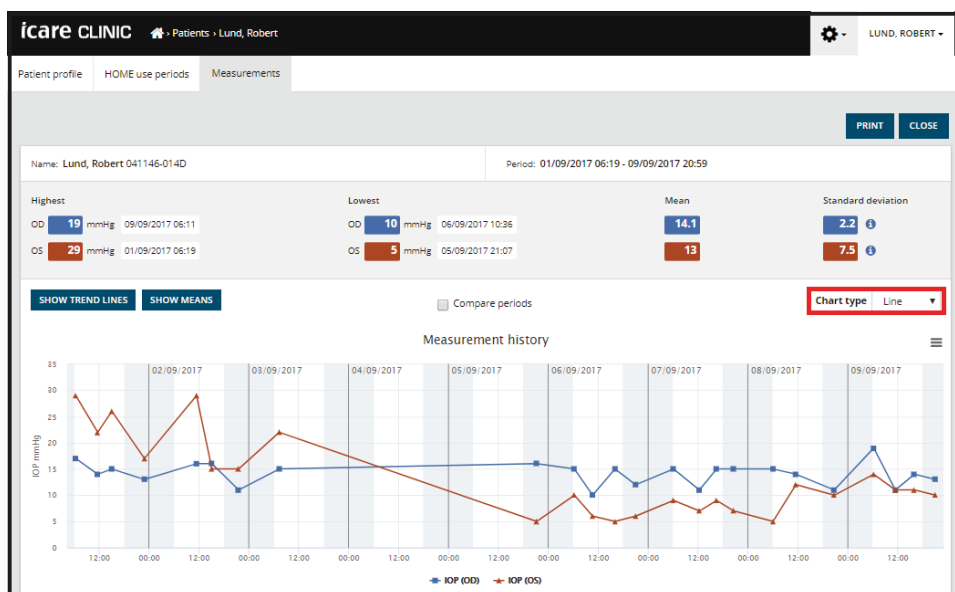 icare CLINIC › Patients › Lund, Robert LUND, ROBERT
Patient profile HOME use periods Measurements
PRINT CLOSE
Name: Lund, Robert 041146-014D Period: 01/09/2017 06:19 - 09/09/2017 20:59
Highest Lowest Mean Standard deviation
OD 19 mmHg 09/09/2017 06:11 OD 10 mmHg 06/09/2017 10:36 14.1 2.2
OS 29 mmHg 01/09/2017 06:19 OS 5 mmHg 05/09/2017 21:07 13 7.5
SHOW TREND LINES SHOW MEANS Compare periods Chart type Line
Measurement history
35 02/09/2017 03/09/2017 04/09/2017 05/09/2017 06/09/2017 07/09/2017 08/09/2017 09/09/2017
30
25
20
IOP mmHg
15
10
5
0
12:00 00:00 12:00 00:00 12:00 00:00 12:00 00:00 12:00 00:00 12:00 00:00 12:00 00:00 12:00 00:00 12:00
IOP (OD) IOP (OS)